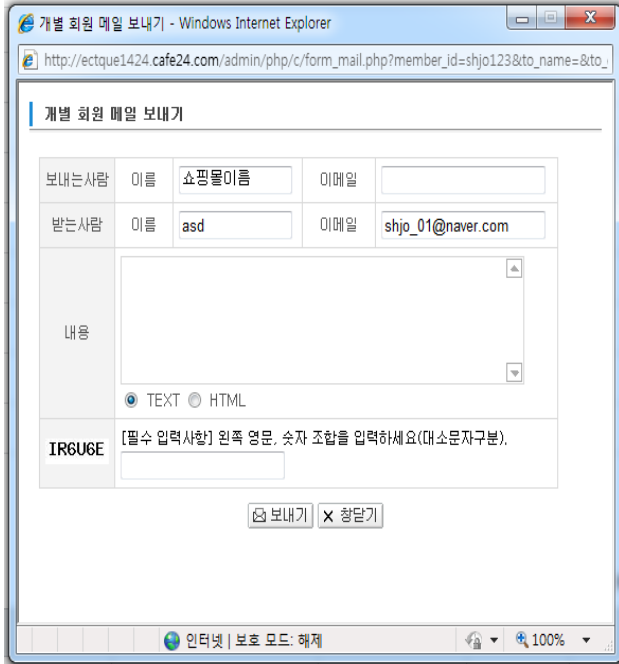 개별 회원 메일 보내기 - Windows Internet Explorer
http://ectque1424.cafe24.com/admin/php/c/form_mail.php?member_id=shjo123&to_name=&to_
개별 회원 메일 보내기
보내는사람 이름 쇼핑몰이름 이메일
받는사람 이름 asd 이메일 shjo_01@naver.com
내용
TEXT HTML
IR6U6E [필수 입력사항] 왼쪽 영문, 숫자 조합을 입력하세요(대소문자구분).
보내기 창닫기
인터넷 | 보호 모드: 해제 100%